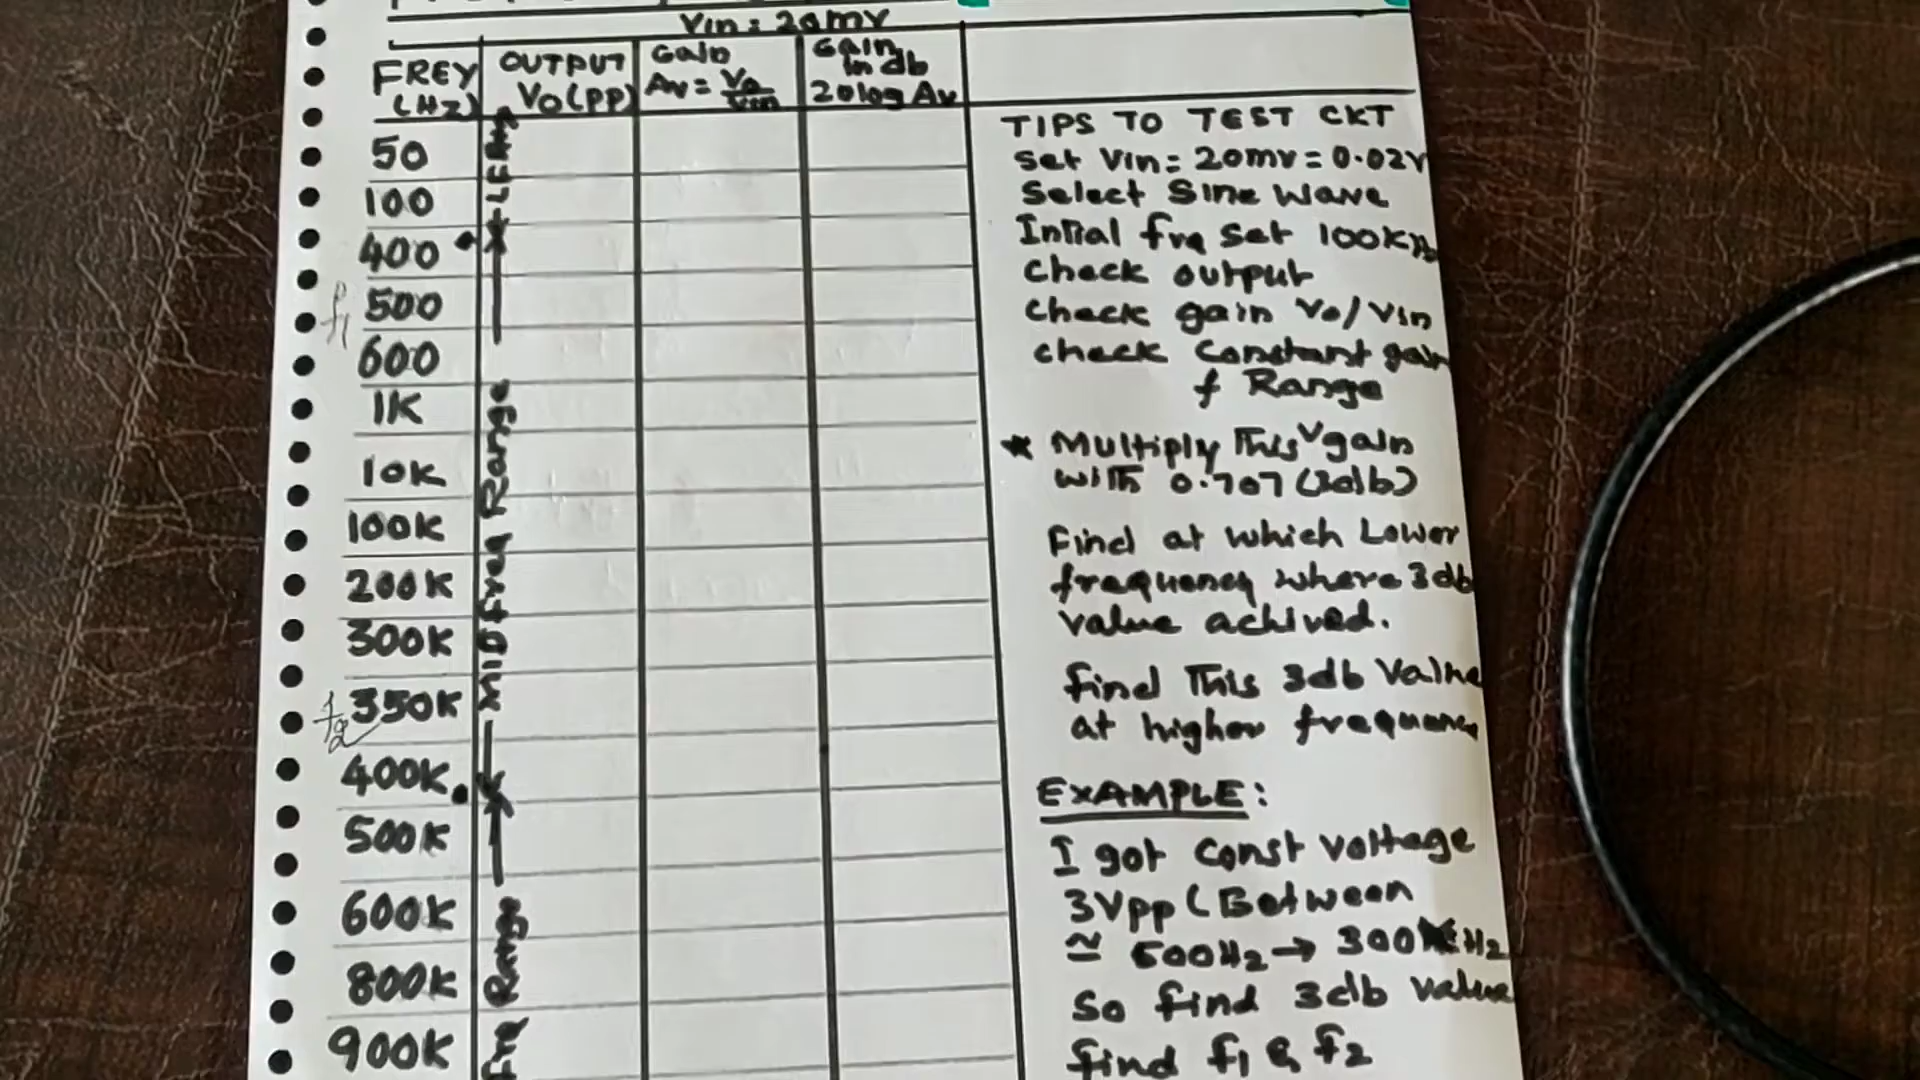 Vin = 20mV
FREY
(HZ)
OUTPUT
Vo(PP)
Gain
Av = Vo
Vin
Gain
In db
20log Av
50
100
400
f1 500
600
1K
10K
100K
200K
300K
f2 350K
400K
500K
600K
800K
900K
MID freq Range
frq Range
TIPS TO TEST CKT
Set Vin = 20mv = 0.02V
Select Sine Wave
Intial frq set 100KHz
Check output
Check gain Vo/Vin
check Constant gain
f Range
* Multiply This V gain
with 0.707 (3db)
Find at which Lower
frequency where 3db
value achived.
find This 3db Value
at higher frequency
EXAMPLE:
I got const voltage
3Vpp (Between
≈ 500Hz → 300KHz
So find 3db value
find f1 & f2